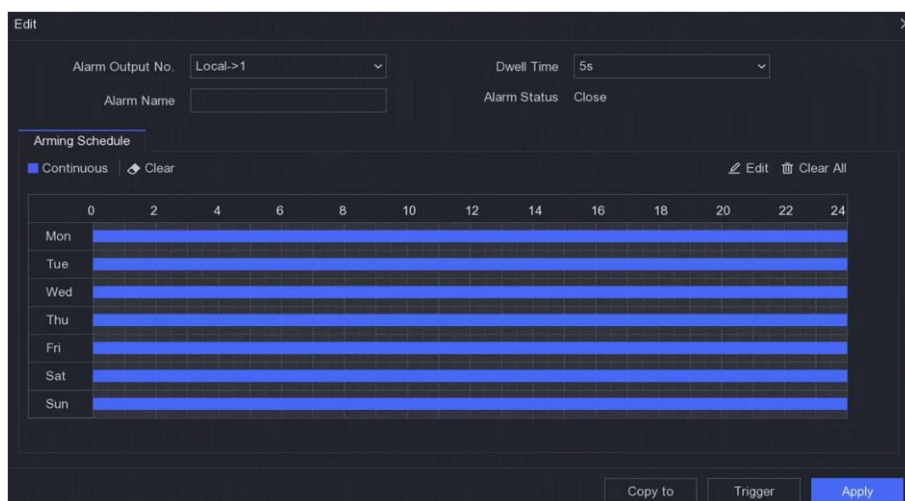 Edit
Alarm Output No. Local->1 Dwell Time 5s
Alarm Name Alarm Status Close
Arming Schedule
Continuous Clear Edit Clear All
0 2 4 6 8 10 12 14 16 18 20 22 24
Mon
Tue
Wed
Thu
Fri
Sat
Sun
Copy to Trigger Apply